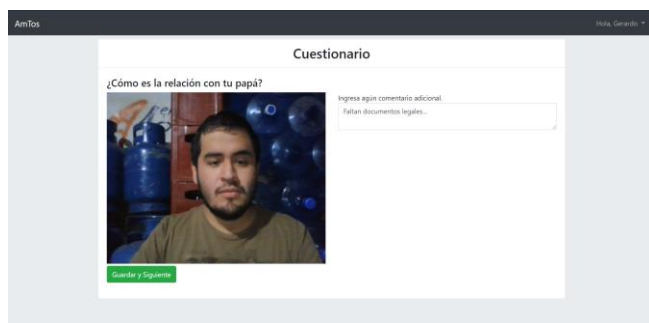 AmTos
Hola, Gerardo
Cuestionario
¿Cómo es la relación con tu papá?
Ingresa agún comentario adicional.
Faltan documentos legales...
Guardar y Siguiente